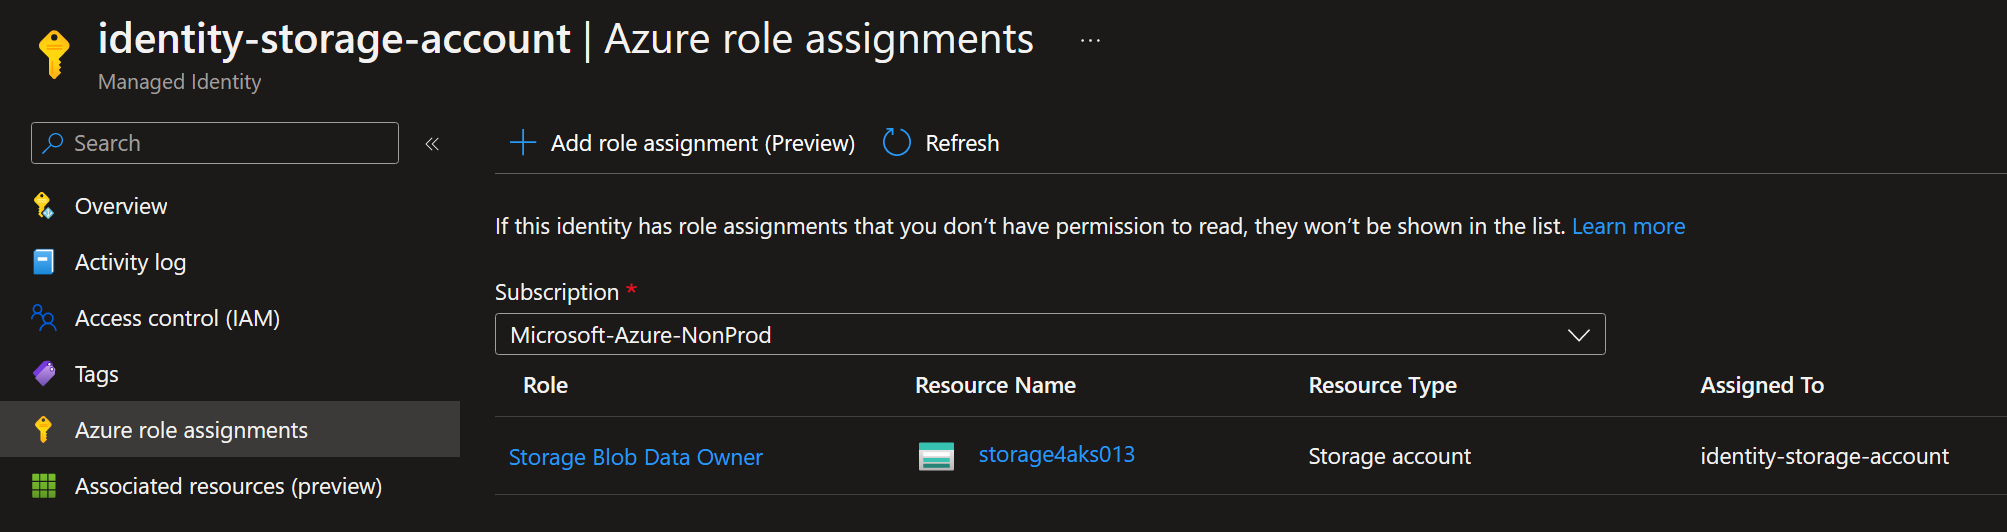 identity-storage-account | Azure role assignments ...
Managed Identity
Search «
Overview
Activity log
Access control (IAM)
Tags
Azure role assignments
Associated resources (preview)
Add role assignment (Preview) Refresh
If this identity has role assignments that you don’t have permission to read, they won’t be shown in the list. Learn more
Subscription *
Microsoft-Azure-NonProd
Role Resource Name Resource Type Assigned To
Storage Blob Data Owner storage4aks013 Storage account identity-storage-account